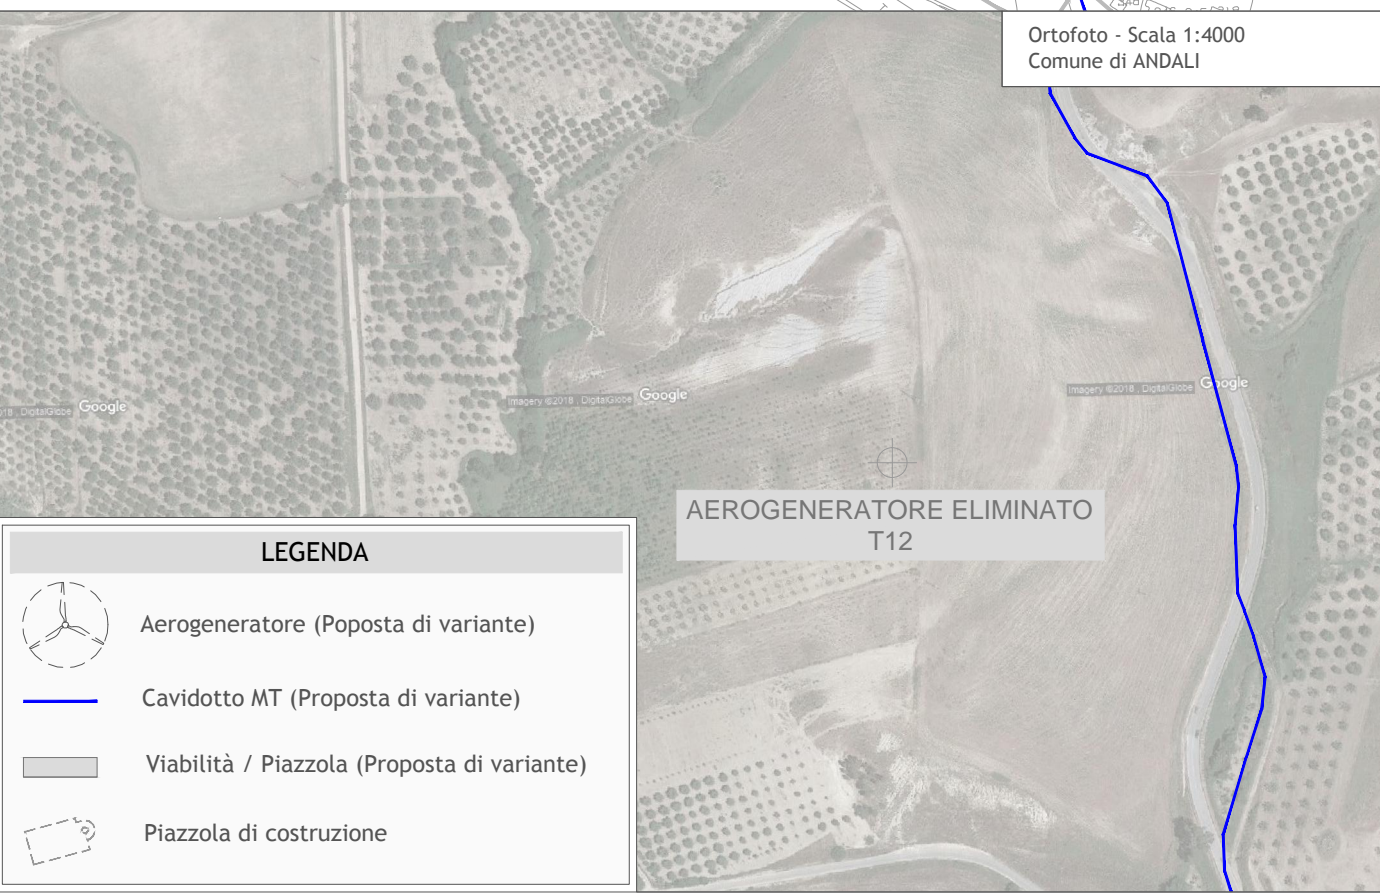 Ortofoto - Scala 1:4000
Comune di ANDALI
Imagery ©2018 , DigitalGlobe Google
DigitalGlobe Google
Imagery ©2018 , DigitalGlobe Google
AEROGENERATORE ELIMINATO
T12
LEGENDA
Aerogeneratore (Poposta di variante)
Cavidotto MT (Proposta di variante)
Viabilità / Piazzola (Proposta di variante)
Piazzola di costruzione